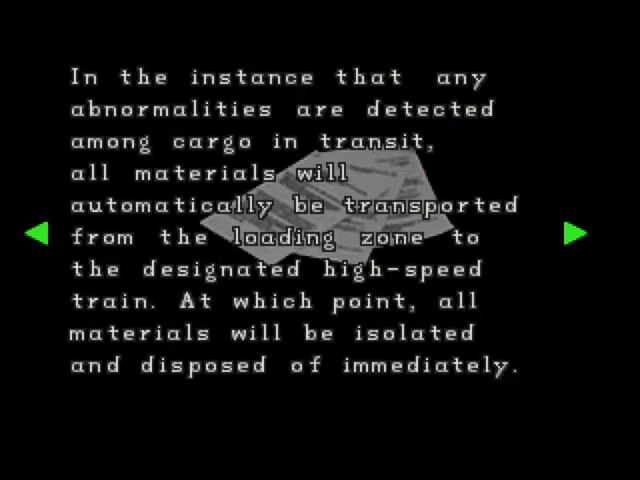 In the instance that any
abnormalities are detected
among cargo in transit,
all materials will
automatically be transported
from the loading zone to
the designated high-speed
train. At which point, all
materials will be isolated
and disposed of immediately.